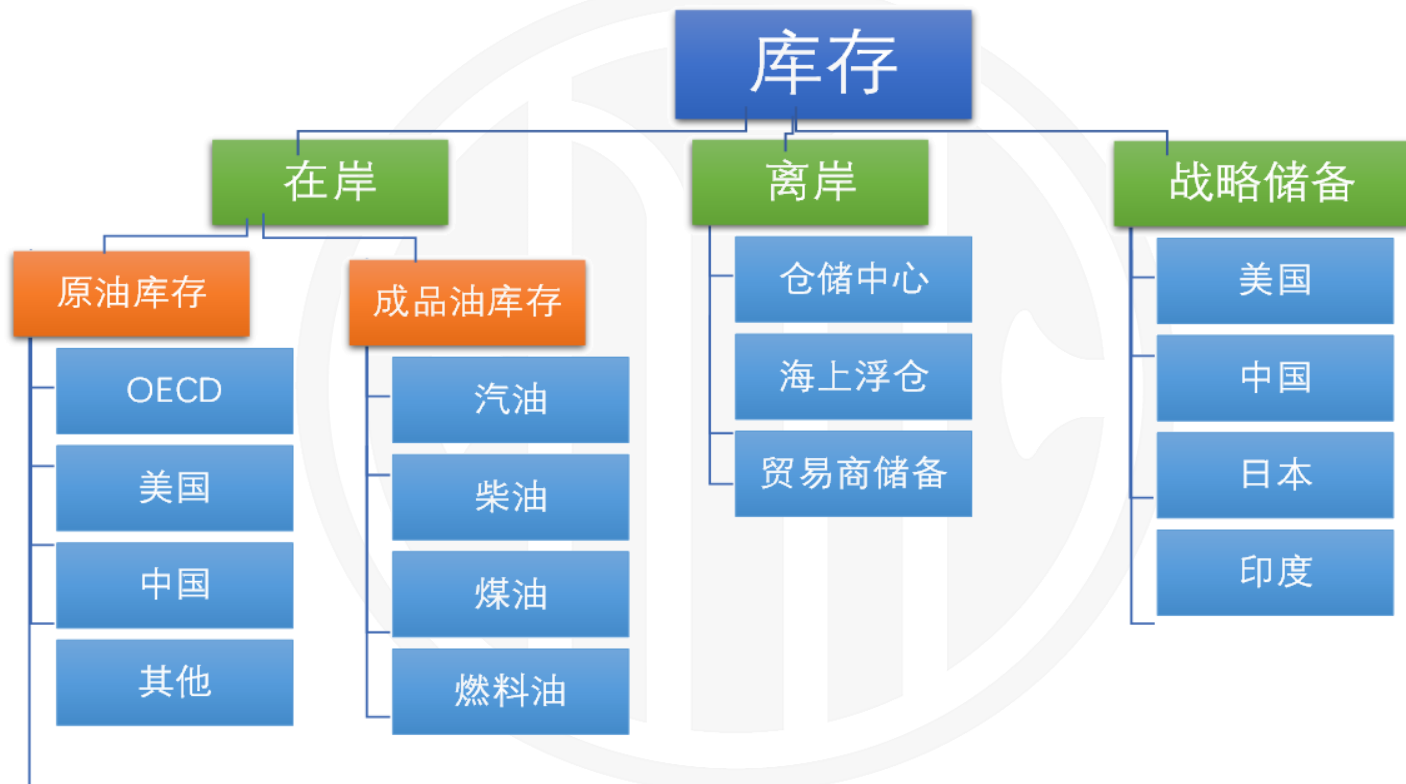 库存
在岸
离岸
战略储备
原油库存
成品油库存
OECD
美国
中国
其他
汽油
柴油
煤油
燃料油
仓储中心
海上浮仓
贸易商储备
美国
中国
日本
印度